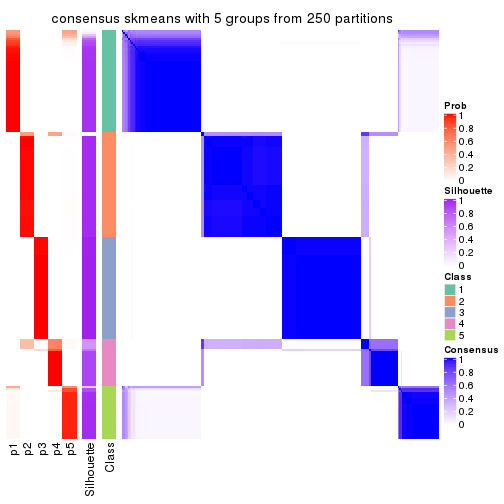 consensus skmeans with 5 groups from 250 partitions
Prob
1
0.8
0.6
0.4
0.2
0
Silhouette
1
0.8
0.6
0.4
0.2
0
Class
1
2
3
4
5
Consensus
1
0.8
0.6
0.4
0.2
0
p1
p2
p3
p4
p5
Silhouette
Class